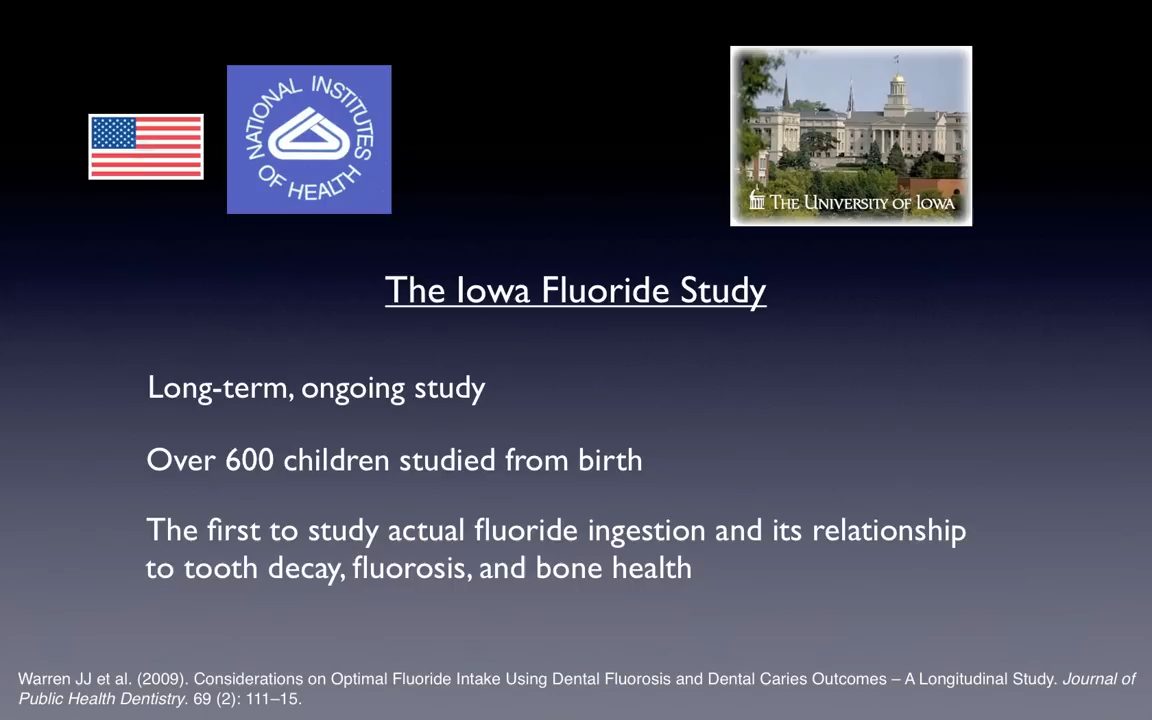 NATIONAL INSTITUTES OF HEALTH
THE UNIVERSITY OF IOWA
The Iowa Fluoride Study
Long-term, ongoing study
Over 600 children studied from birth
The first to study actual fluoride ingestion and its relationship
to tooth decay, fluorosis, and bone health
Warren JJ et al. (2009). Considerations on Optimal Fluoride Intake Using Dental Fluorosis and Dental Caries Outcomes – A Longitudinal Study. Journal of
Public Health Dentistry. 69 (2): 111–15.